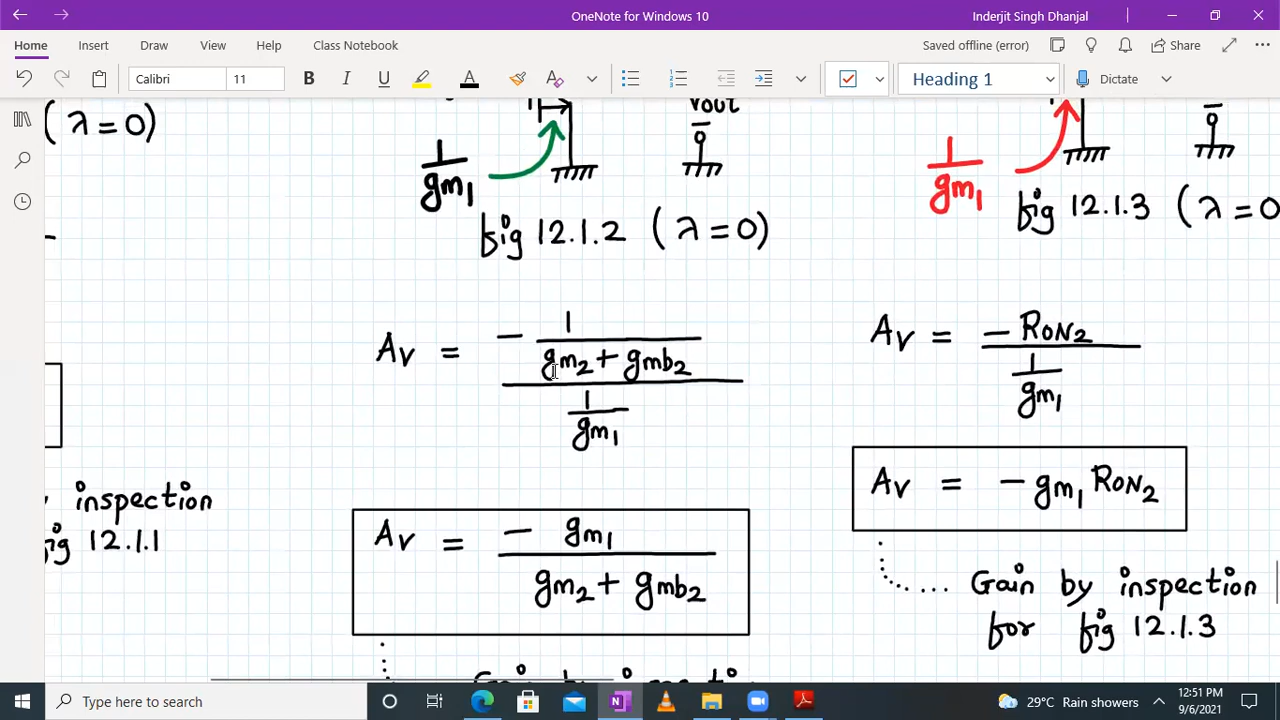 OneNote for Windows 10
Inderjit Singh Dhanjal
Home Insert Draw View Help Class Notebook
Saved offline (error)
Share
Calibri 11 B I U A
Heading 1
Dictate
(λ=0)
Vout
1/gm1
fig 12.1.2 (λ=0)
1/gm1
fig 12.1.3 (λ=0
Av = - 1/(gm2 + gmb2) / 1/gm1
Av = -RON2 / 1/gm1
Av = - gm1 / (gm2 + gmb2)
Av = - gm1 RON2
inspection
fig 12.1.1
..... Gain by inspection
for fig 12.1.3
Type here to search
29°C Rain showers
12:51 PM
9/6/2021